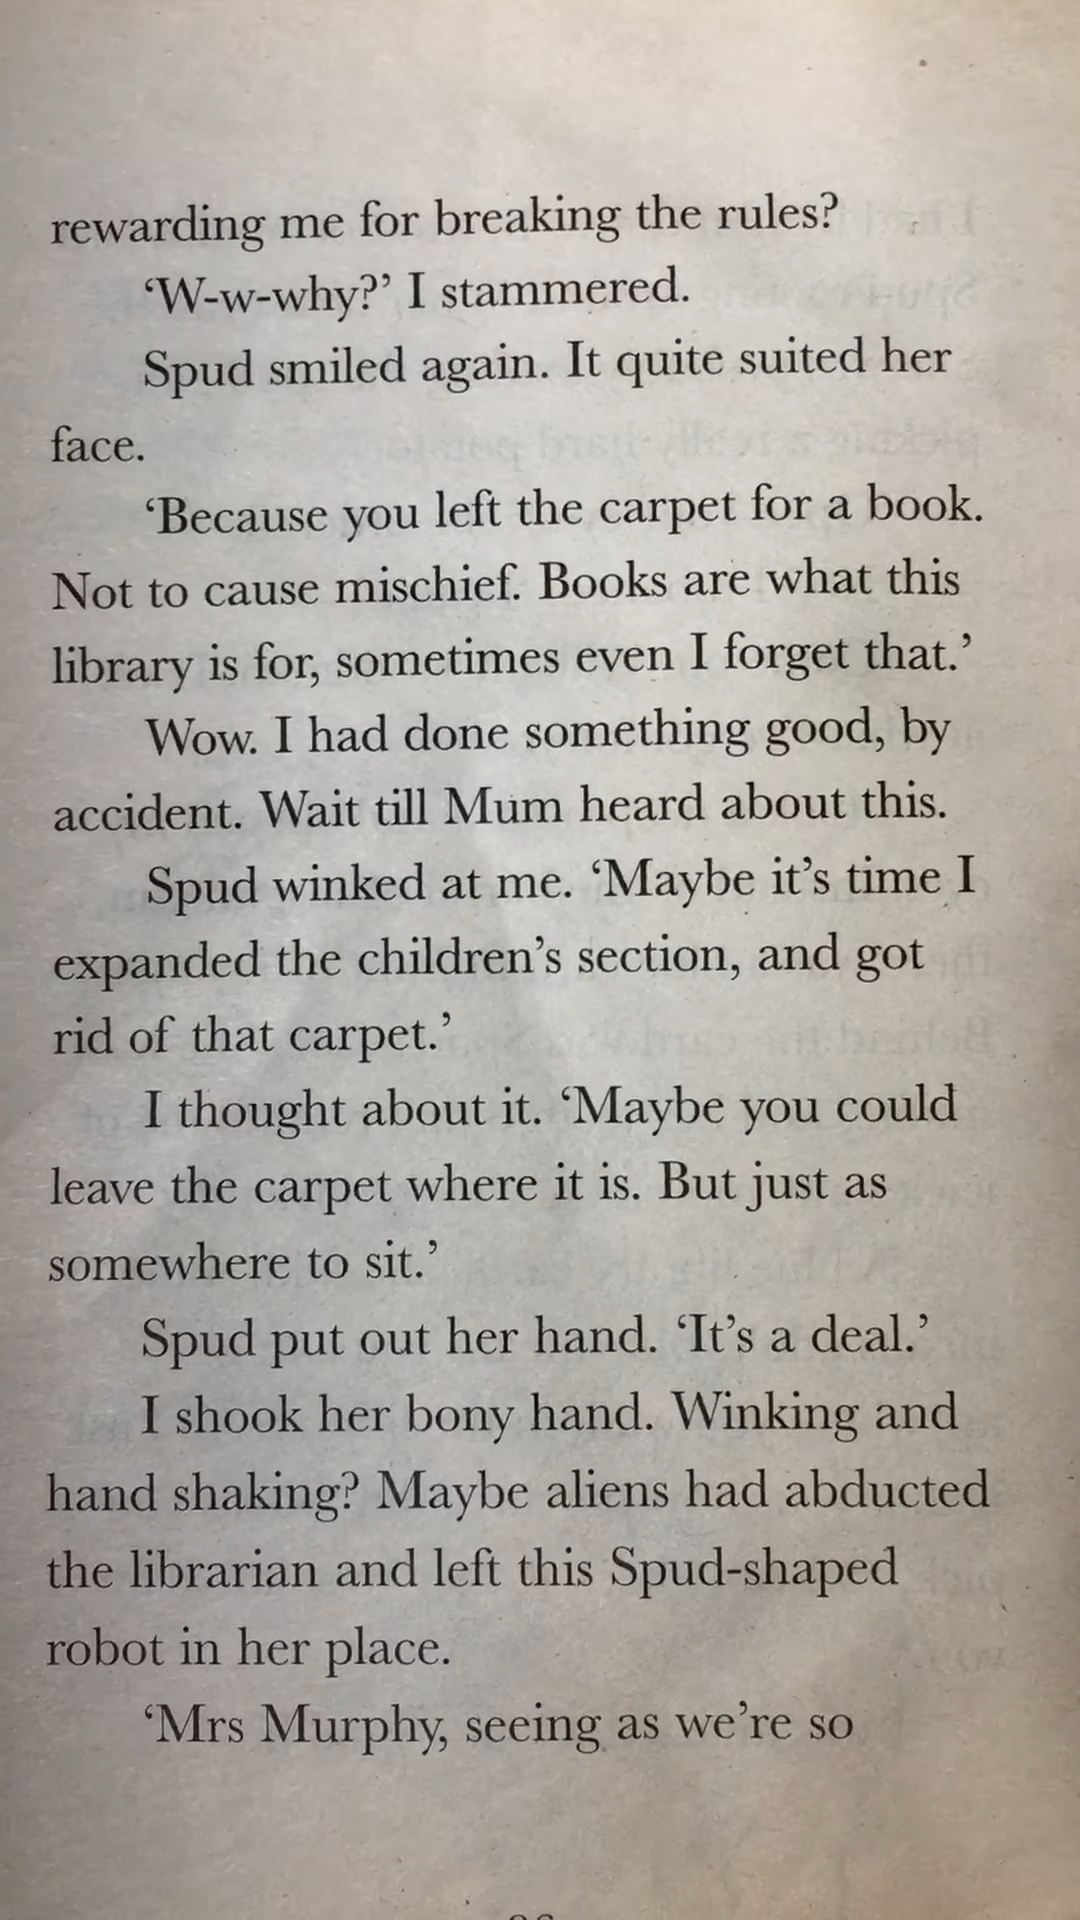 rewarding me for breaking the rules?
‘W-w-why?’ I stammered.
Spud smiled again. It quite suited her
face.
‘Because you left the carpet for a book.
Not to cause mischief. Books are what this
library is for, sometimes even I forget that.’
Wow. I had done something good, by
accident. Wait till Mum heard about this.
Spud winked at me. ‘Maybe it’s time I
expanded the children’s section, and got
rid of that carpet.’
I thought about it. ‘Maybe you could
leave the carpet where it is. But just as
somewhere to sit.’
Spud put out her hand. ‘It’s a deal.’
I shook her bony hand. Winking and
hand shaking? Maybe aliens had abducted
the librarian and left this Spud-shaped
robot in her place.
‘Mrs Murphy, seeing as we’re so